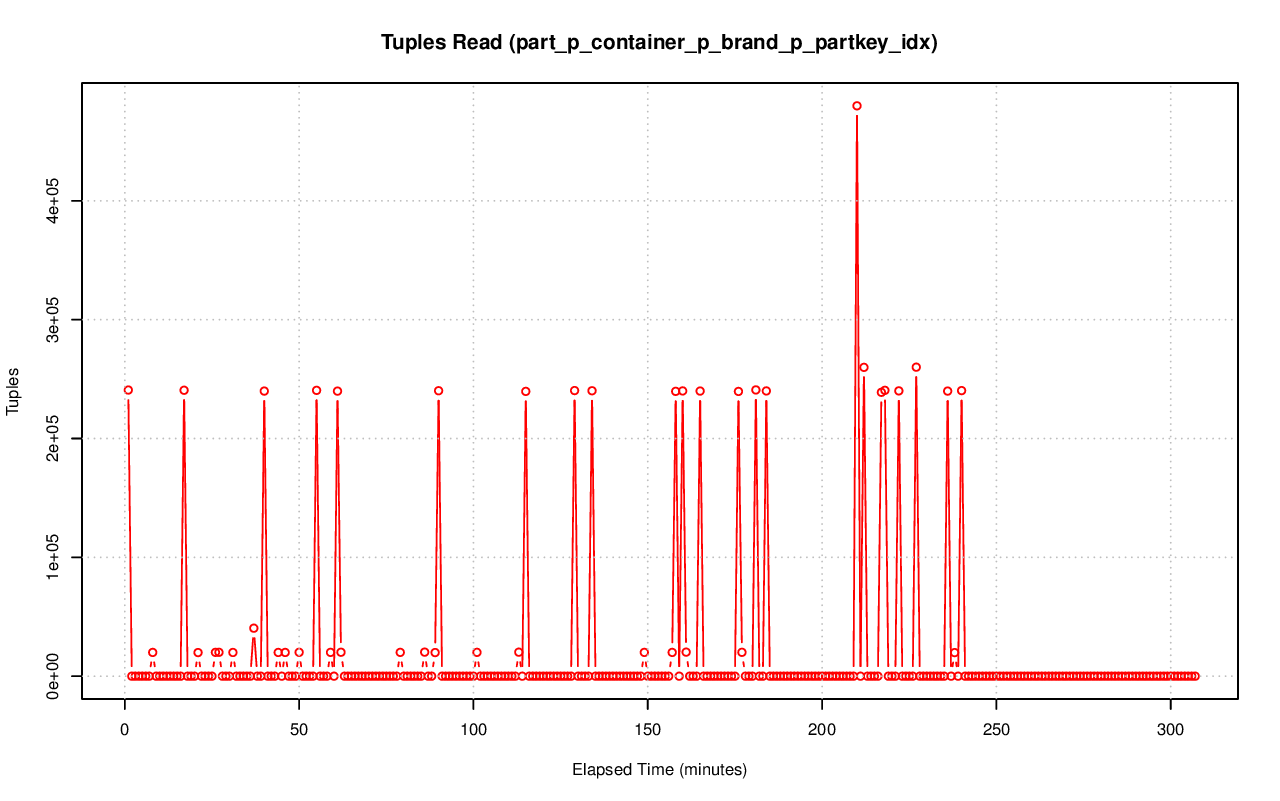 Tuples Read (part_p_container_p_brand_p_partkey_idx)
Tuples
4e+05
3e+05
2e+05
1e+05
0e+00
0 50 100 150 200 250 300
Elapsed Time (minutes)